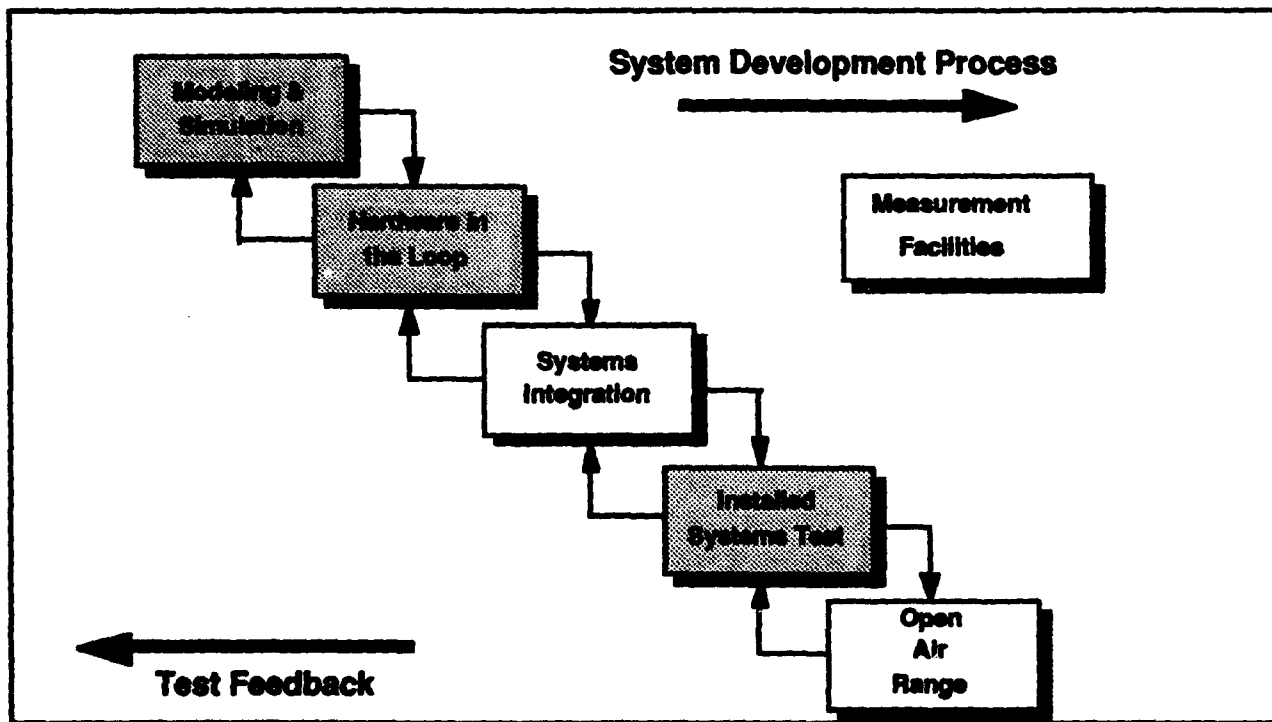 System Development Process
Modeling &
Simulation
Measurement
Facilities
Hardware in
the Loop
Systems
Integration
Installed
Systems Test
Open
Air
Range
Test Feedback